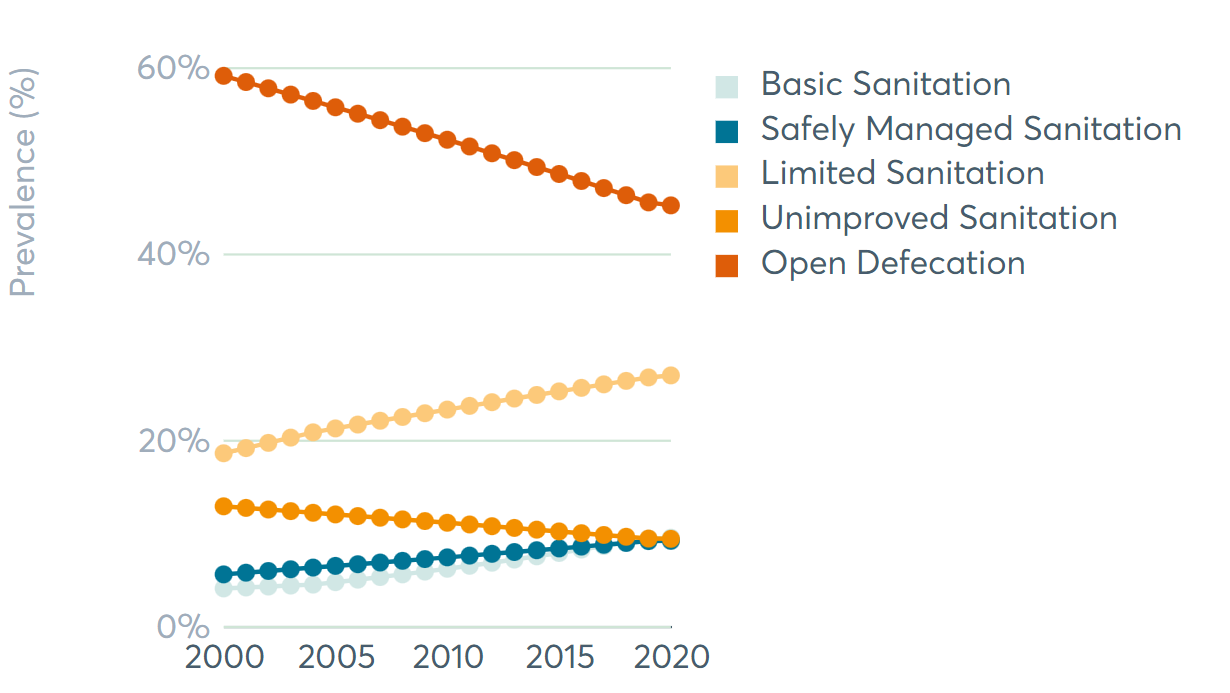 Prevalence (%)
60%
40%
20%
0%
2000 2005 2010 2015 2020
Basic Sanitation
Safely Managed Sanitation
Limited Sanitation
Unimproved Sanitation
Open Defecation